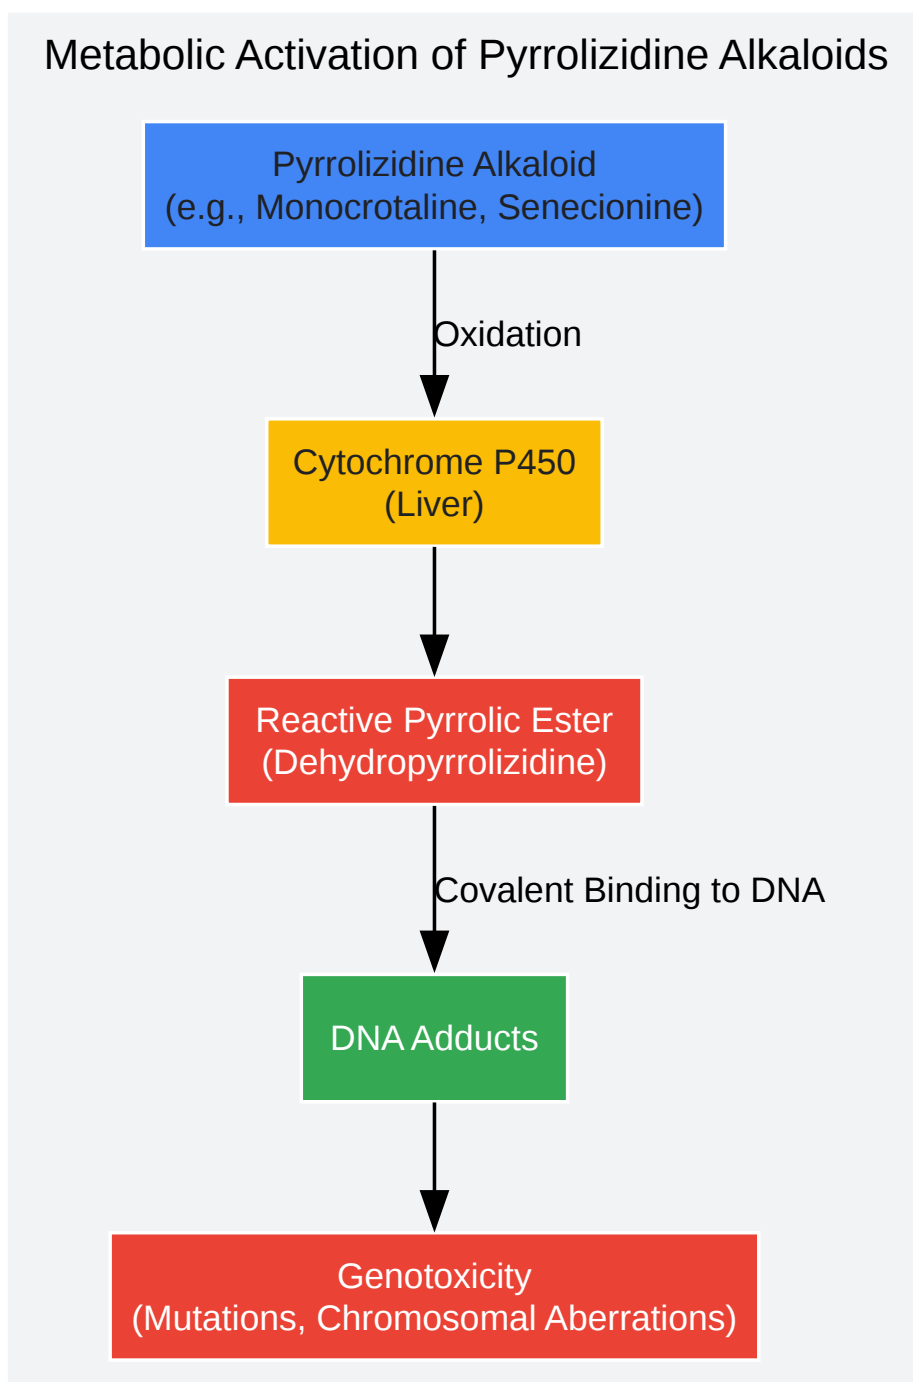 Metabolic Activation of Pyrrolizidine Alkaloids
Pyrrolizidine Alkaloid
(e.g., Monocrotaline, Senecionine)
Oxidation
Cytochrome P450
(Liver)
Reactive Pyrrolic Ester
(Dehydropyrrolizidine)
Covalent Binding to DNA
DNA Adducts
Genotoxicity
(Mutations, Chromosomal Aberrations)